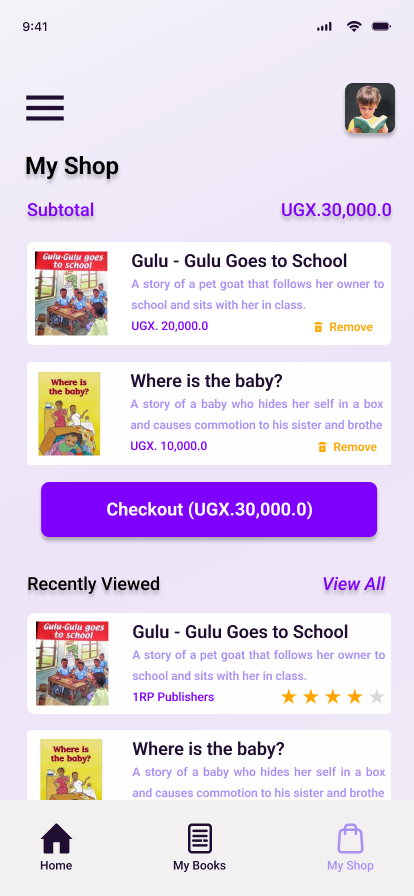 9:41
My Shop
Subtotal UGX.30,000.0
Gulu-Gulu goes
to school
Gulu - Gulu Goes to School
A story of a pet goat that follows her owner to
school and sits with her in class.
UGX. 20,000.0 Remove
Where is
the baby?
Where is the baby?
A story of a baby who hides her self in a box
and causes commotion to his sister and brothe
UGX. 10,000.0 Remove
Checkout (UGX.30,000.0)
Recently Viewed View All
Gulu-Gulu goes
to school
Gulu - Gulu Goes to School
A story of a pet goat that follows her owner to
school and sits with her in class.
1RP Publishers
Where is
the baby?
Where is the baby?
A story of a baby who hides her self in a box
and causes commotion to his sister and brothe
Home My Books My Shop